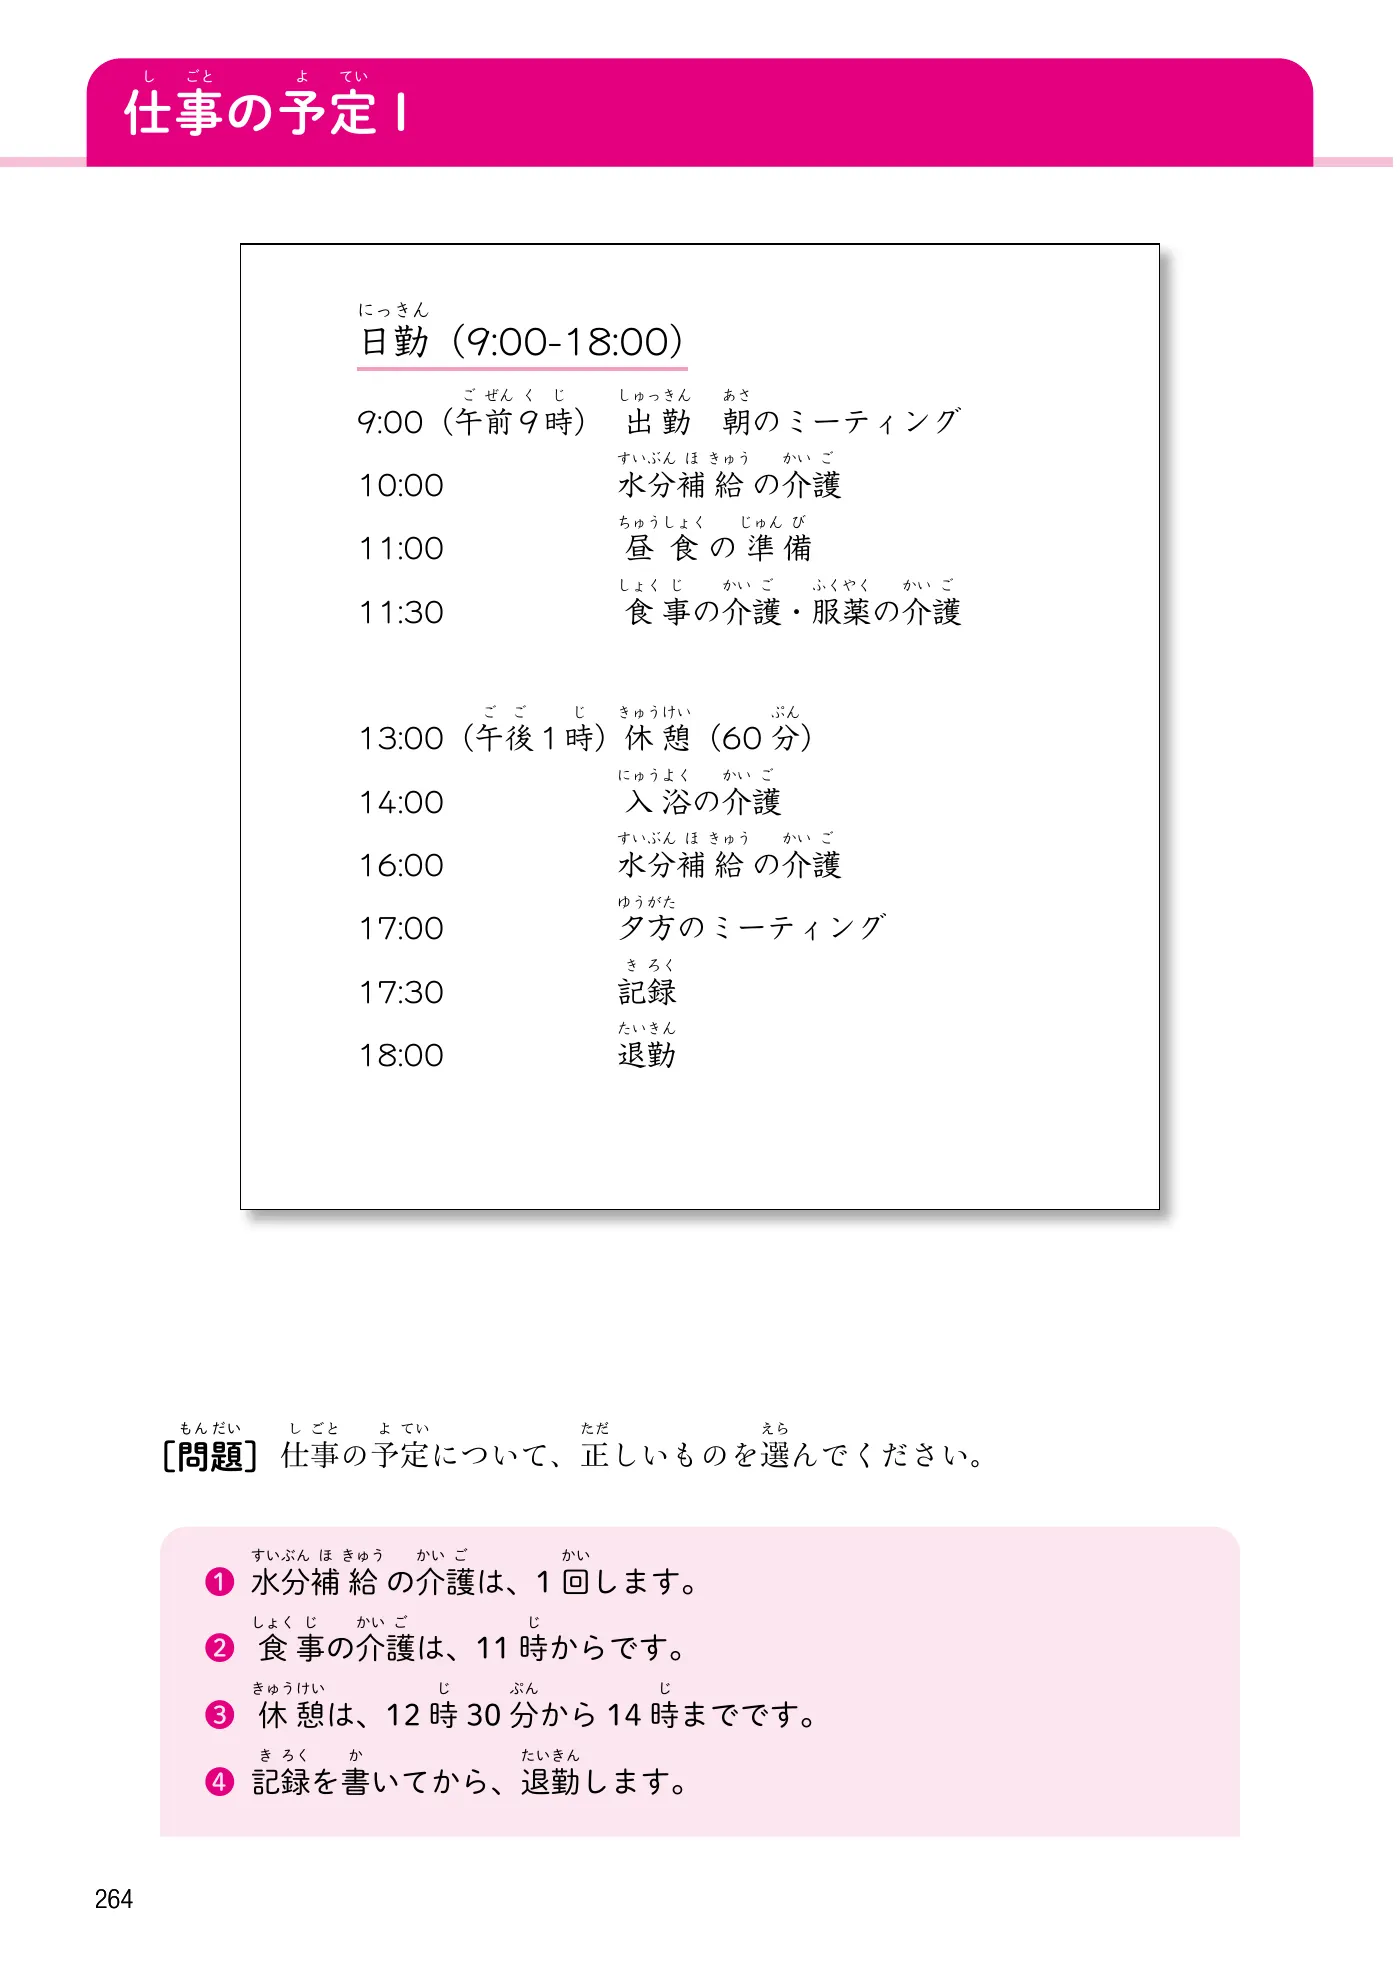 仕事の予定1
日勤（9:00-18:00）
9:00（午前9時） 出勤 朝のミーティング
10:00 水分補給の介護
11:00 昼食の準備
11:30 食事の介護・服薬の介護
13:00（午後1時）休憩（60分）
14:00 入浴の介護
16:00 水分補給の介護
17:00 夕方のミーティング
17:30 記録
18:00 退勤
［問題］ 仕事の予定について、正しいものを選んでください。
❶ 水分補給の介護は、1回します。
❷ 食事の介護は、11時からです。
❸ 休憩は、12時30分から14時までです。
❹ 記録を書いてから、退勤します。
264